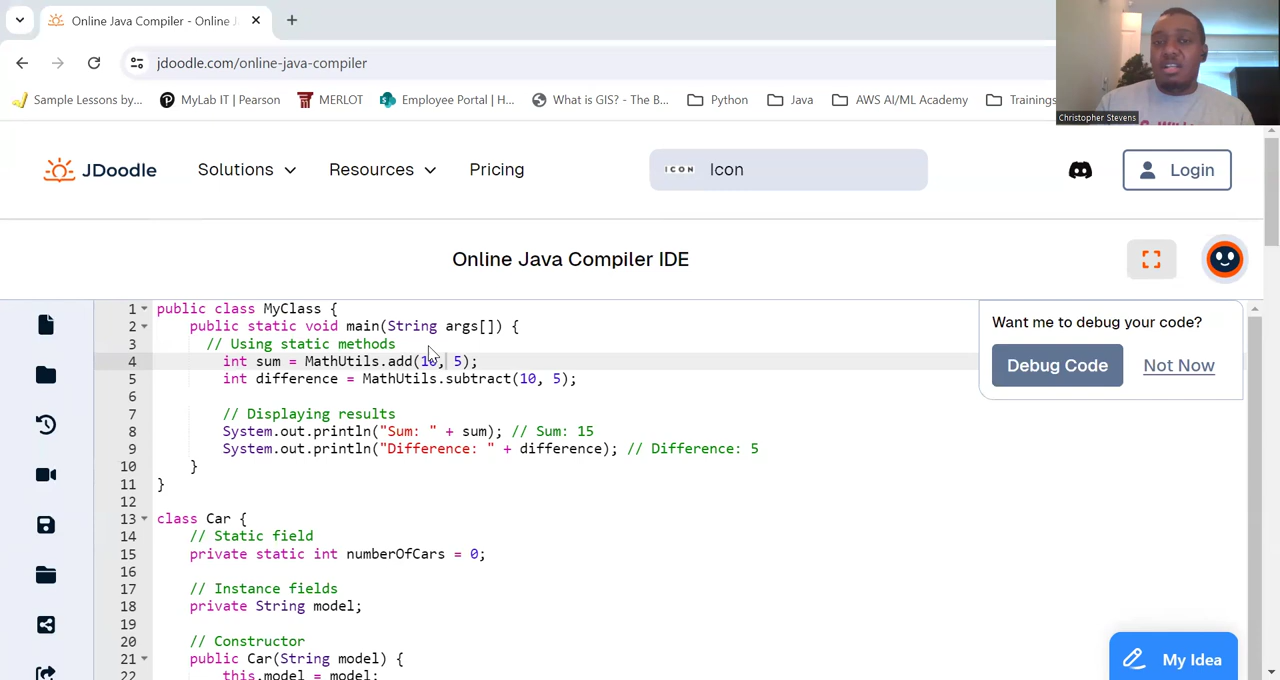 Online Java Compiler - Online J
jdoodle.com/online-java-compiler
Sample Lessons by... MyLab IT | Pearson MERLOT Employee Portal | H... What is GIS? - The B... Python Java AWS AI/ML Academy Trainings
Christopher Stevens
JDoodle Solutions Resources Pricing ICON Icon Login
Online Java Compiler IDE
1 public class MyClass {
2 public static void main(String args[]) {
3 // Using static methods
4 int sum = MathUtils.add(10, 5);
5 int difference = MathUtils.subtract(10, 5);
6
7 // Displaying results
8 System.out.println("Sum: " + sum); // Sum: 15
9 System.out.println("Difference: " + difference); // Difference: 5
10 }
11 }
12
13 class Car {
14 // Static field
15 private static int numberOfCars = 0;
16
17 // Instance fields
18 private String model;
19
20 // Constructor
21 public Car(String model) {
22 this.model = model;
Want me to debug your code?
Debug Code Not Now
My Idea